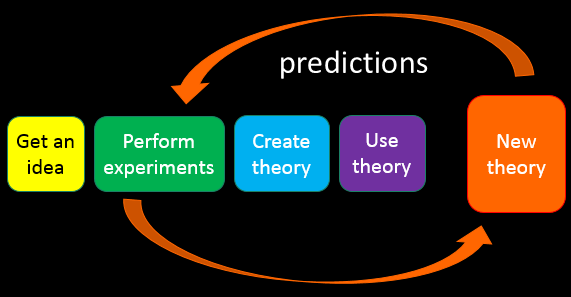 predictions
Get an
idea
Perform
experiments
Create
theory
Use
theory
New
theory